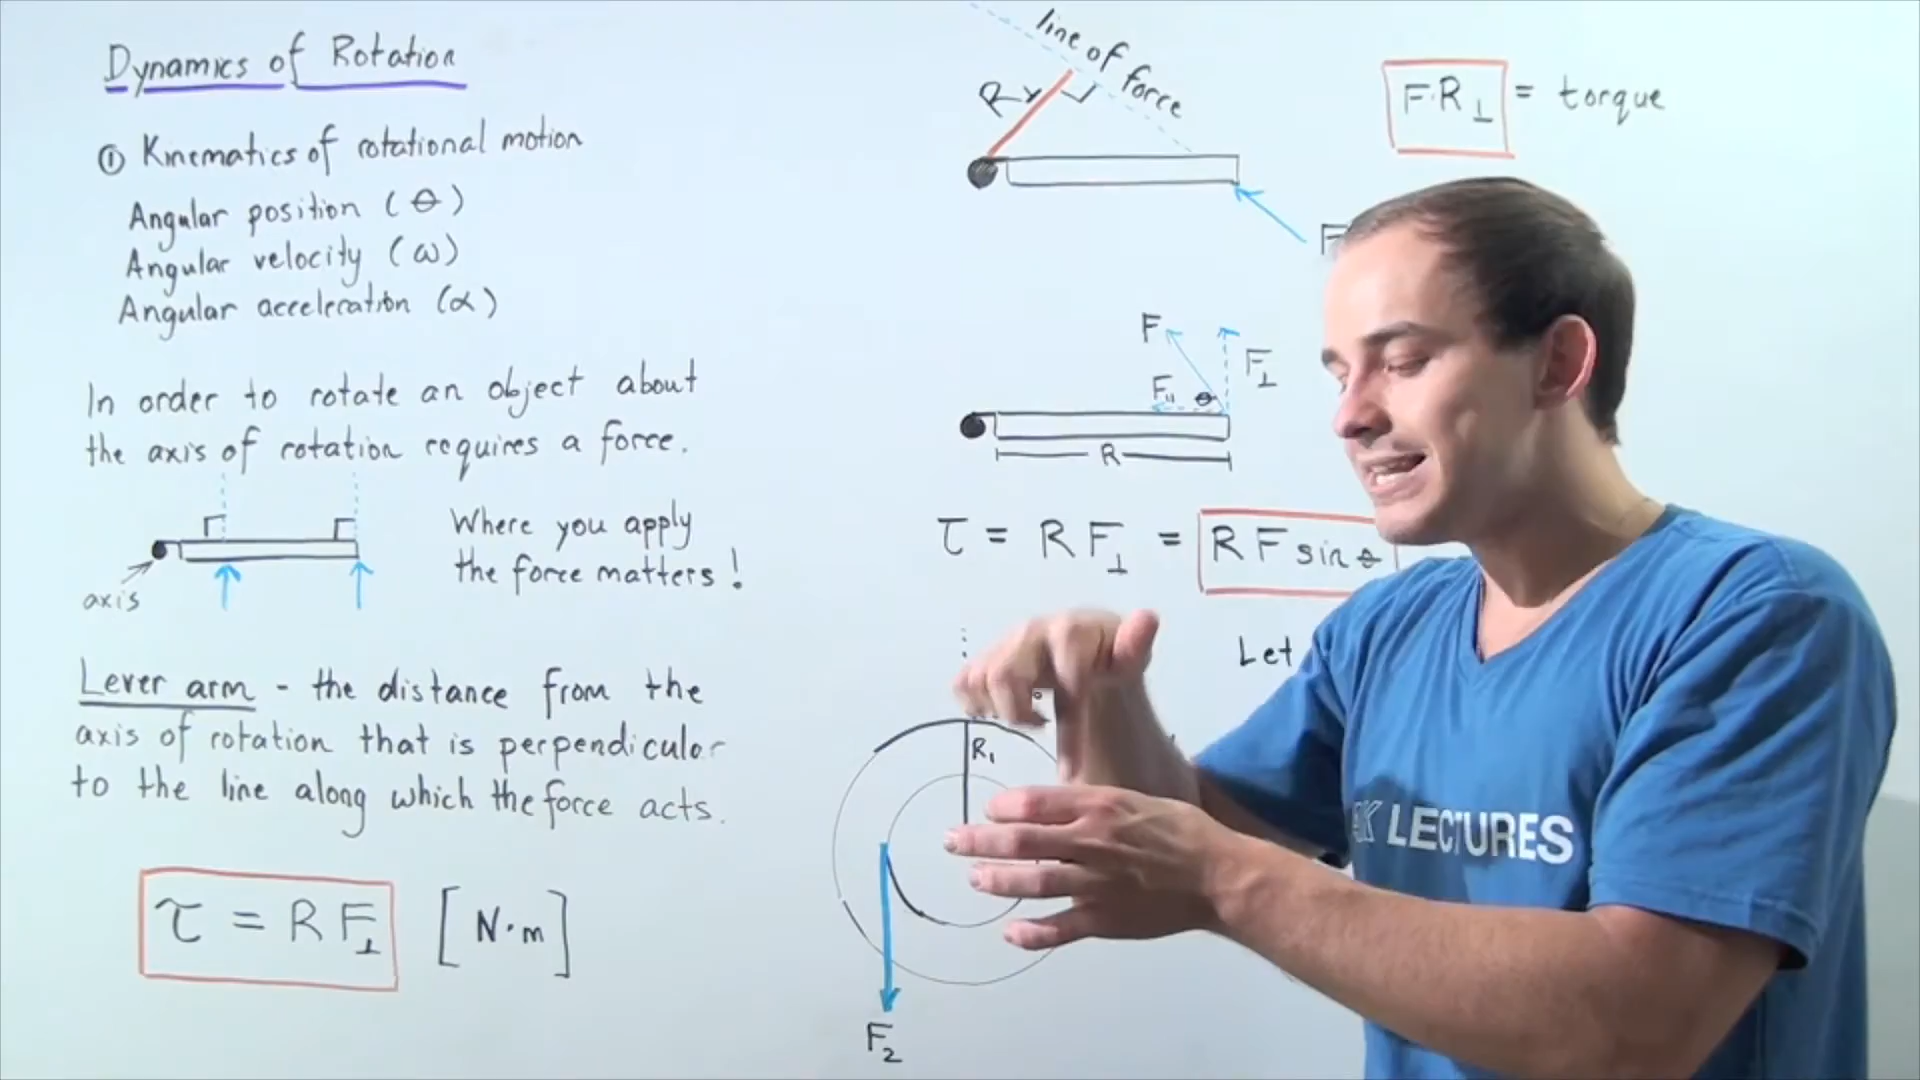 Dynamics of Rotation
① Kinematics of rotational motion
Angular position (θ)
Angular velocity (ω)
Angular acceleration (α)
In order to rotate an object about
the axis of rotation requires a force.
axis
Where you apply
the force matters!
Lever arm - the distance from the
axis of rotation that is perpendicular
to the line along which the force acts.
τ = R F⊥ [N·m]
line of force
R
F
F·R⊥ = torque
F
F⊥
F∥ θ
R
τ = R F⊥ = R F sin θ
Let
R₁
F₂
LECTURES